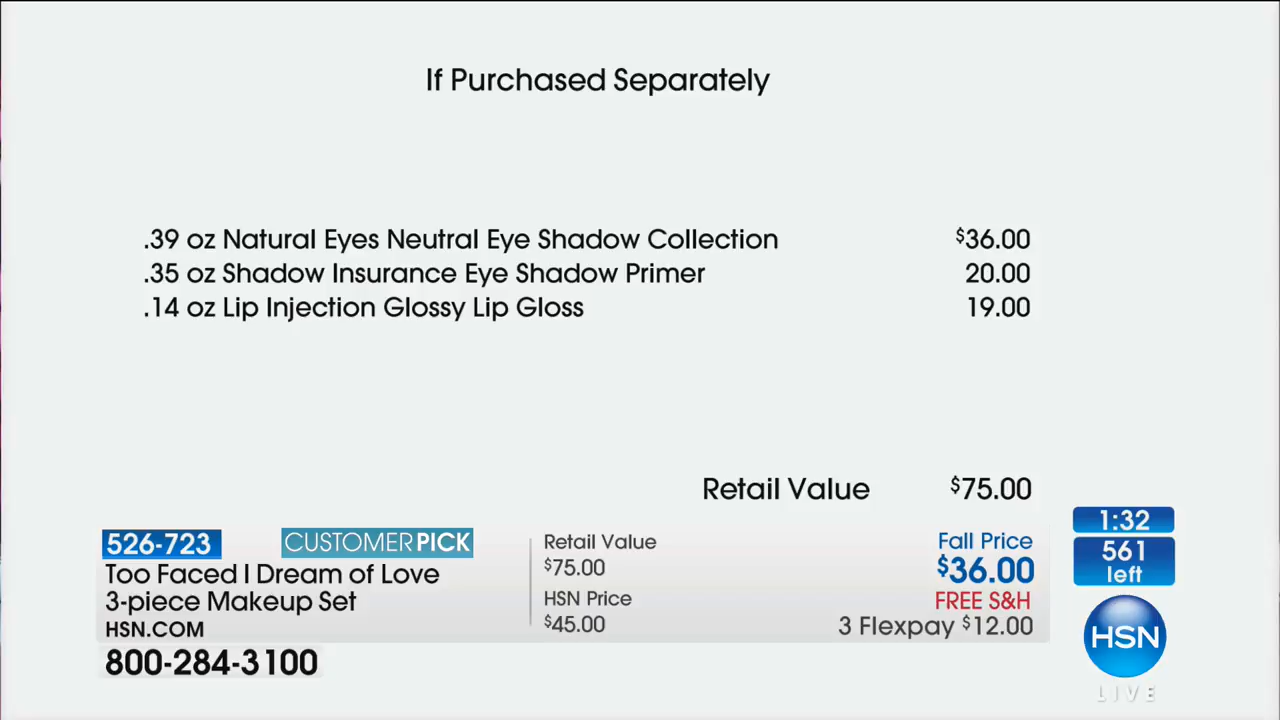 If Purchased Separately
.39 oz Natural Eyes Neutral Eye Shadow Collection $36.00
.35 oz Shadow Insurance Eye Shadow Primer 20.00
.14 oz Lip Injection Glossy Lip Gloss 19.00
Retail Value $75.00
526-723 CUSTOMERPICK
Too Faced I Dream of Love
3-piece Makeup Set
HSN.COM
800-284-3100
Retail Value
$75.00
HSN Price
$45.00
Fall Price
$36.00
FREE S&H
3 Flexpay $12.00
1:32
561
left
HSN
LIVE